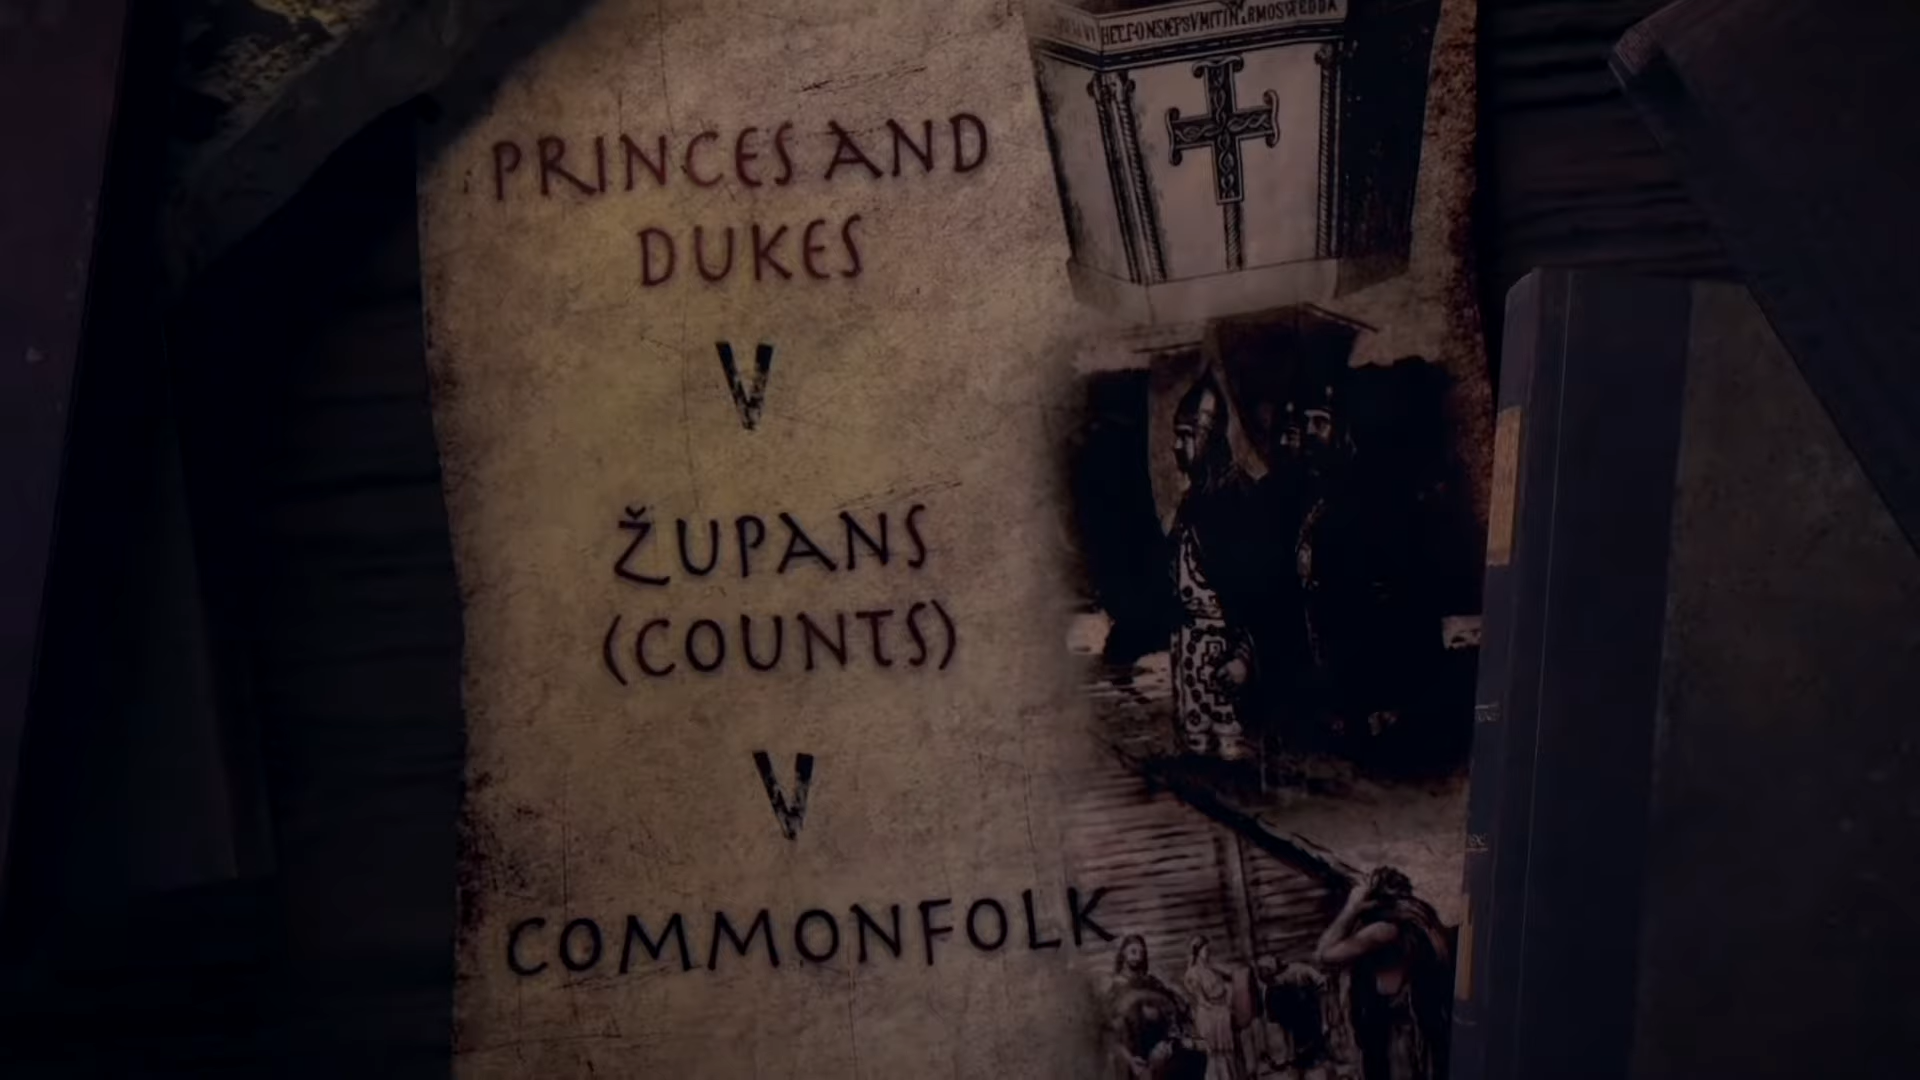 PRINCES AND
DUKES
V
ŽUPANS
(COUNTS)
V
COMMONFOLK